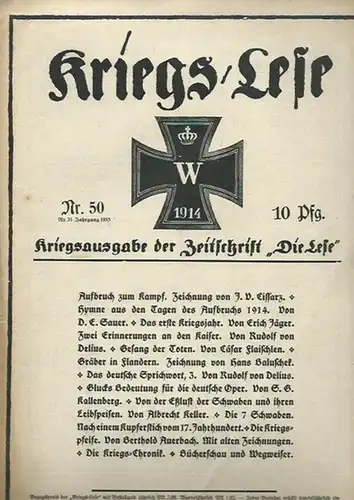 Kriegs/Lese
W
1914
Nr. 50
Nr. 31 Jahrgang 1915
10 Pfg.
Kriegsausgabe der Zeitschrift „Die Lese“
Aufbruch zum Kampf. Zeichnung von J. V. Cissarz. ❖
Hymne aus den Tagen des Aufbruchs 1914. Von
D. E. Sauer. ❖ Das erste Kriegsjahr. Von Erich Jäger.
Zwei Erinnerungen an den Kaiser. Von Rudolf von
Delius. ❖ Gesang der Toten. Von Cäsar Flaischlen. ❖
Gräber in Flandern. Zeichnung von Hans Baluschek. ❖
❖ Das deutsche Sprichwort, 3. Von Rudolf von Delius. ❖
Glucks Bedeutung für die deutsche Oper. Von S. G.
Kallenberg. ❖ Von der Eßlust der Schwaben und ihren
Leibspeisen. Von Albrecht Keller. ❖ Die 7 Schwaben.
Nach einem Kupferstich vom 17. Jahrhundert. ❖ Die Kriegs-
pfeife. Von Berthold Auerbach. Mit alten Zeichnungen.
❖ Die Kriegs-Chronik. ❖ Bücherschau und Wegweiser.